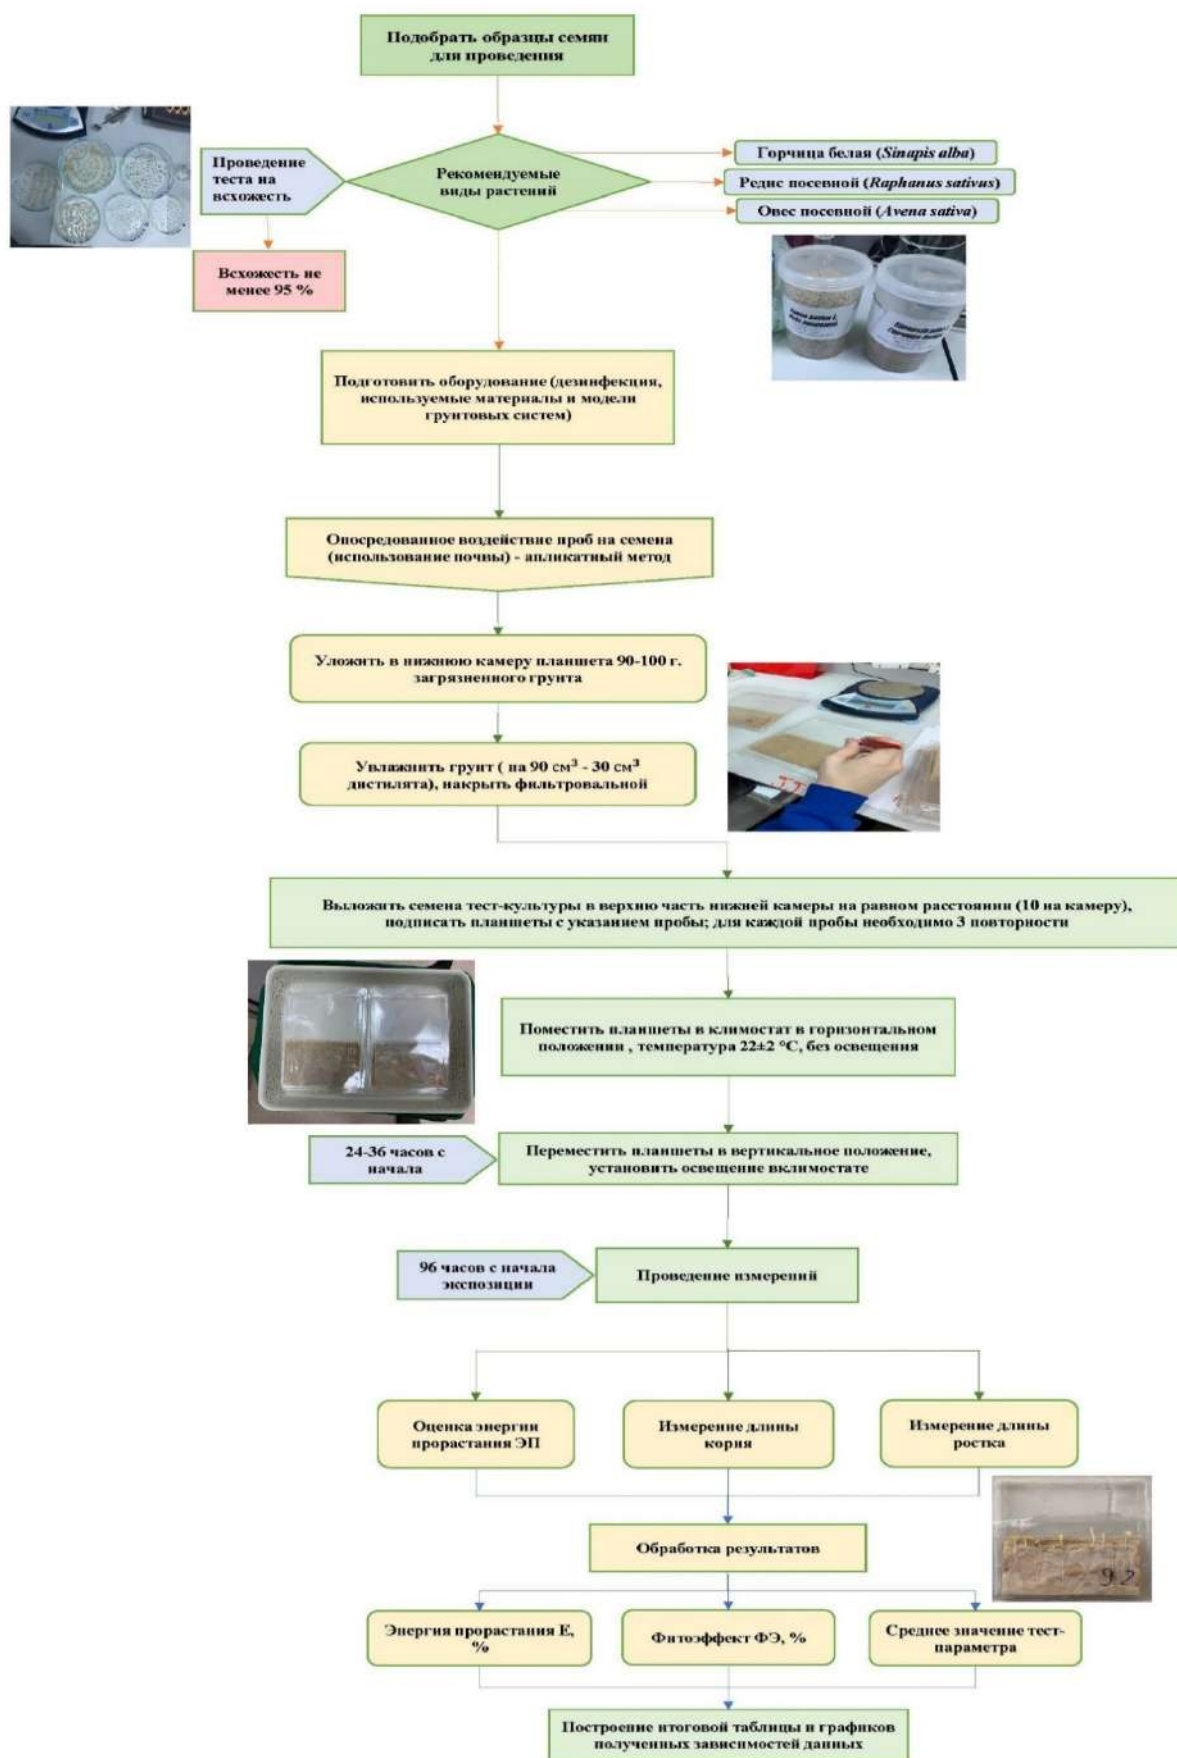 Подобрать образцы семян
для проведения
Проведение
теста на
всхожесть
Рекомендуемые
виды растений
Горчица белая (Sinapis alba)
Редис посевной (Raphanus sativus)
Овес посевной (Avena sativa)
Всхожесть не
менее 95 %
Подготовить оборудование (дезинфекция,
используемые материалы и модели
грунтовых систем)
Опосредованное воздействие проб на семена
(использование почвы) - апликатный метод
Уложить в нижнюю камеру планшета 90-100 г.
загрязненного грунта
Увлажнить грунт ( на 90 см³ - 30 см³
дистилята), накрыть фильтровальной
Выложить семена тест-культуры в верхню часть нижней камеры на равном расстоянии (10 на камеру),
подписать планшеты с указанием пробы; для каждой пробы необходимо 3 повторности
Поместить планшеты в климостат в горизонтальном
положении , температура 22±2 °С, без освещения
24-36 часов с
начала
Переместить планшеты в вертикальное положение,
установить освещение вклимостате
96 часов с начала
экспозиции
Проведение измерений
Оценка энергии
прорастания ЭП
Измерение длины
корня
Измерение длины
ростка
Обработка результатов
92
Энергия прорастания Е,
%
Фитоэффект ФЭ, %
Среднее значение тест-
параметра
Построение итоговой таблицы и графиков
полученных зависимостей данных